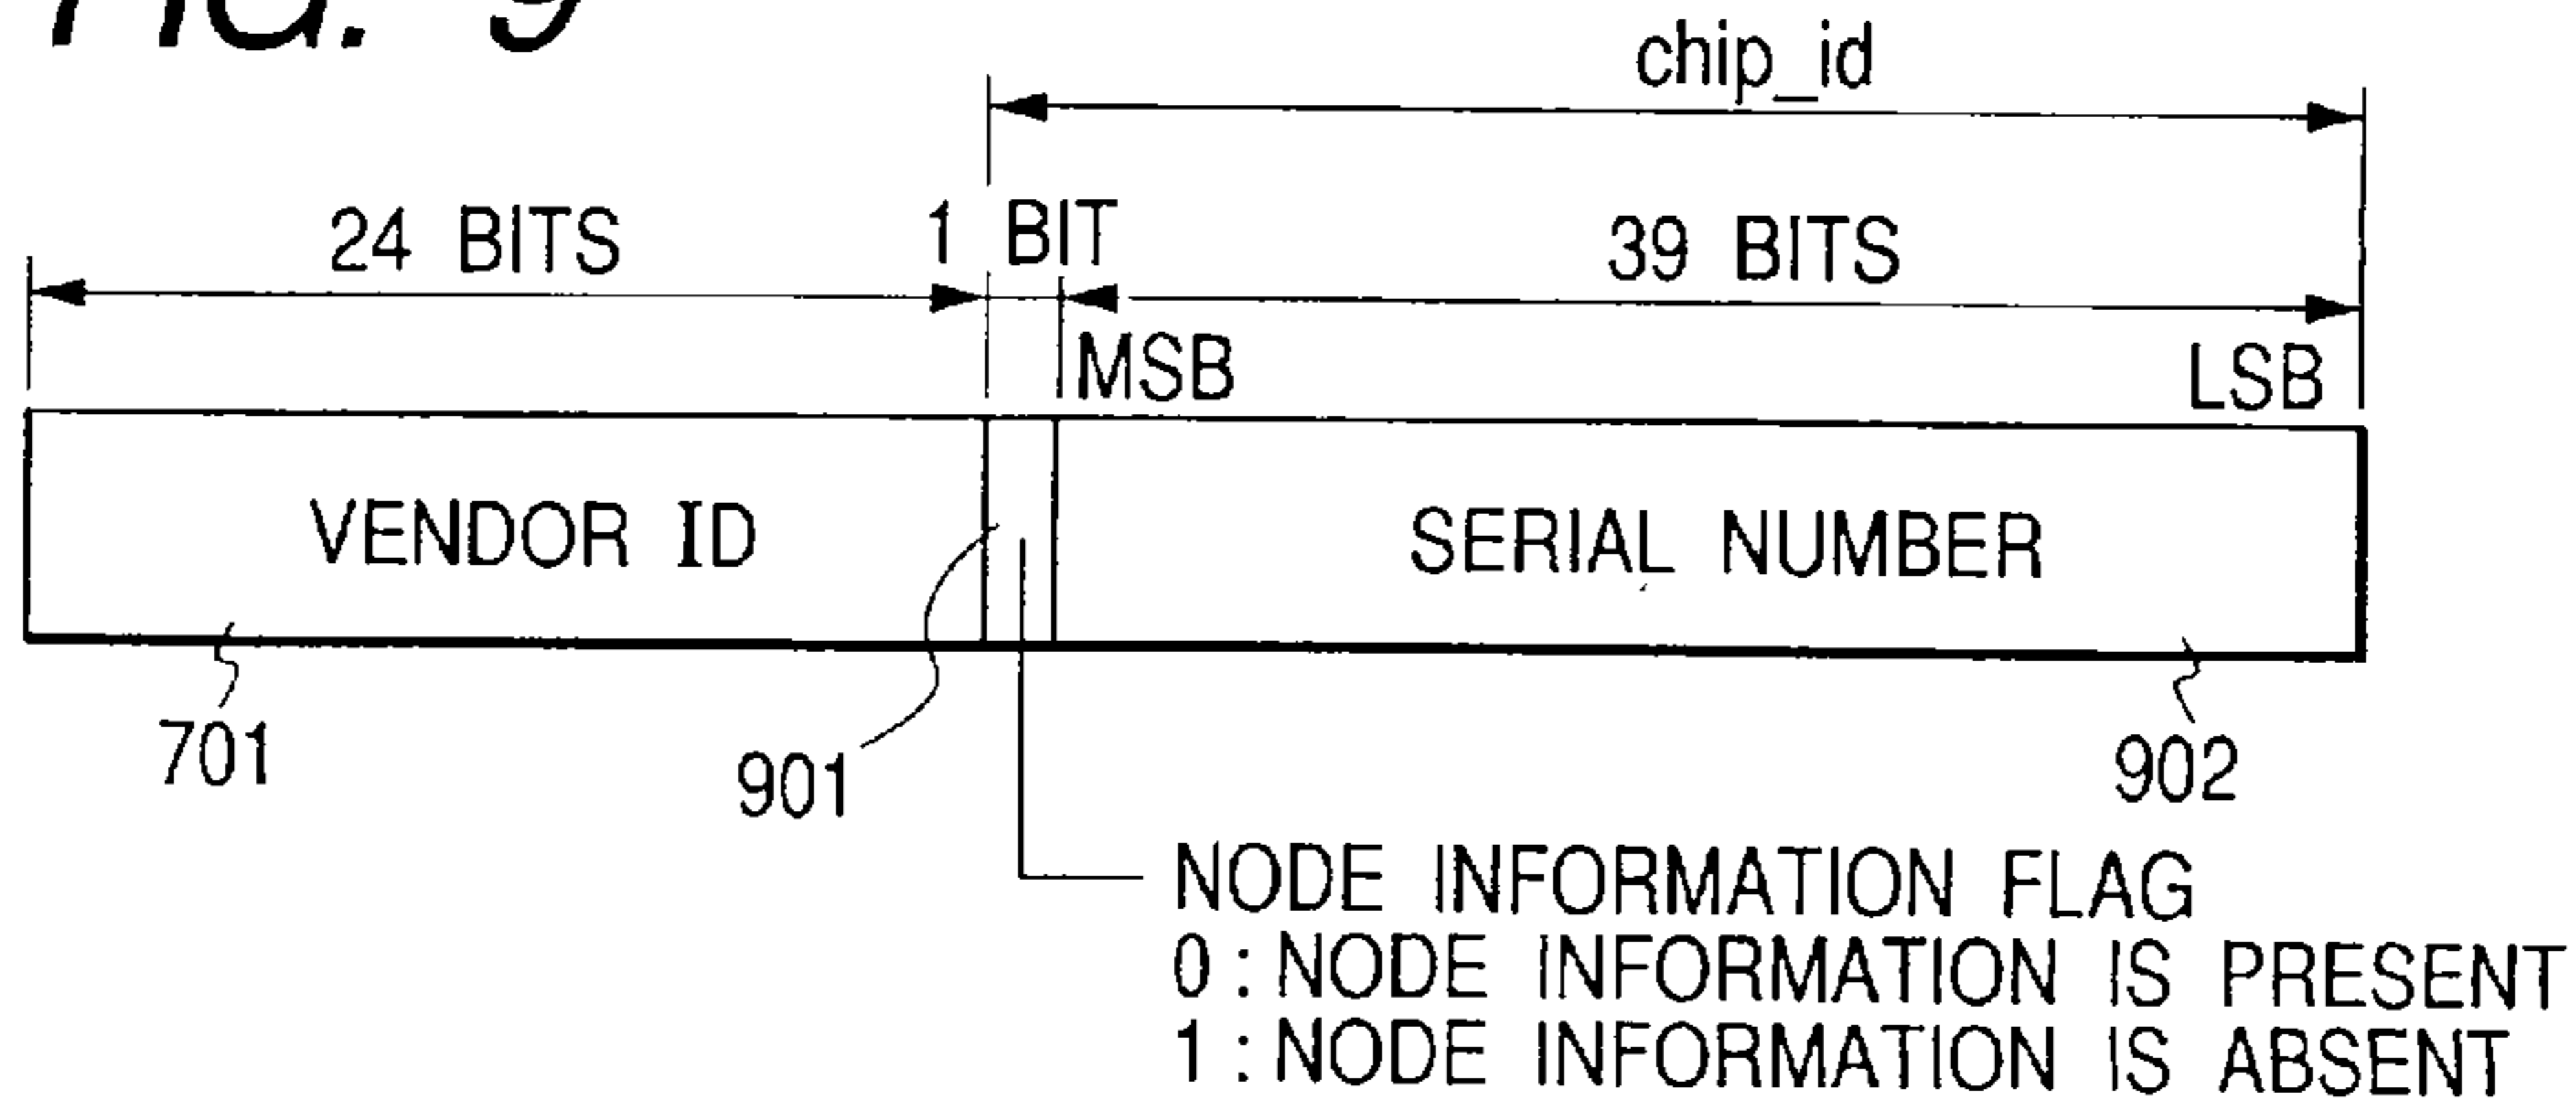 FIG. 9
chip_id
24 BITS
1 BIT
39 BITS
MSB
LSB
VENDOR ID
SERIAL NUMBER
701
901
902
NODE INFORMATION FLAG
0 : NODE INFORMATION IS PRESENT
1 : NODE INFORMATION IS ABSENT